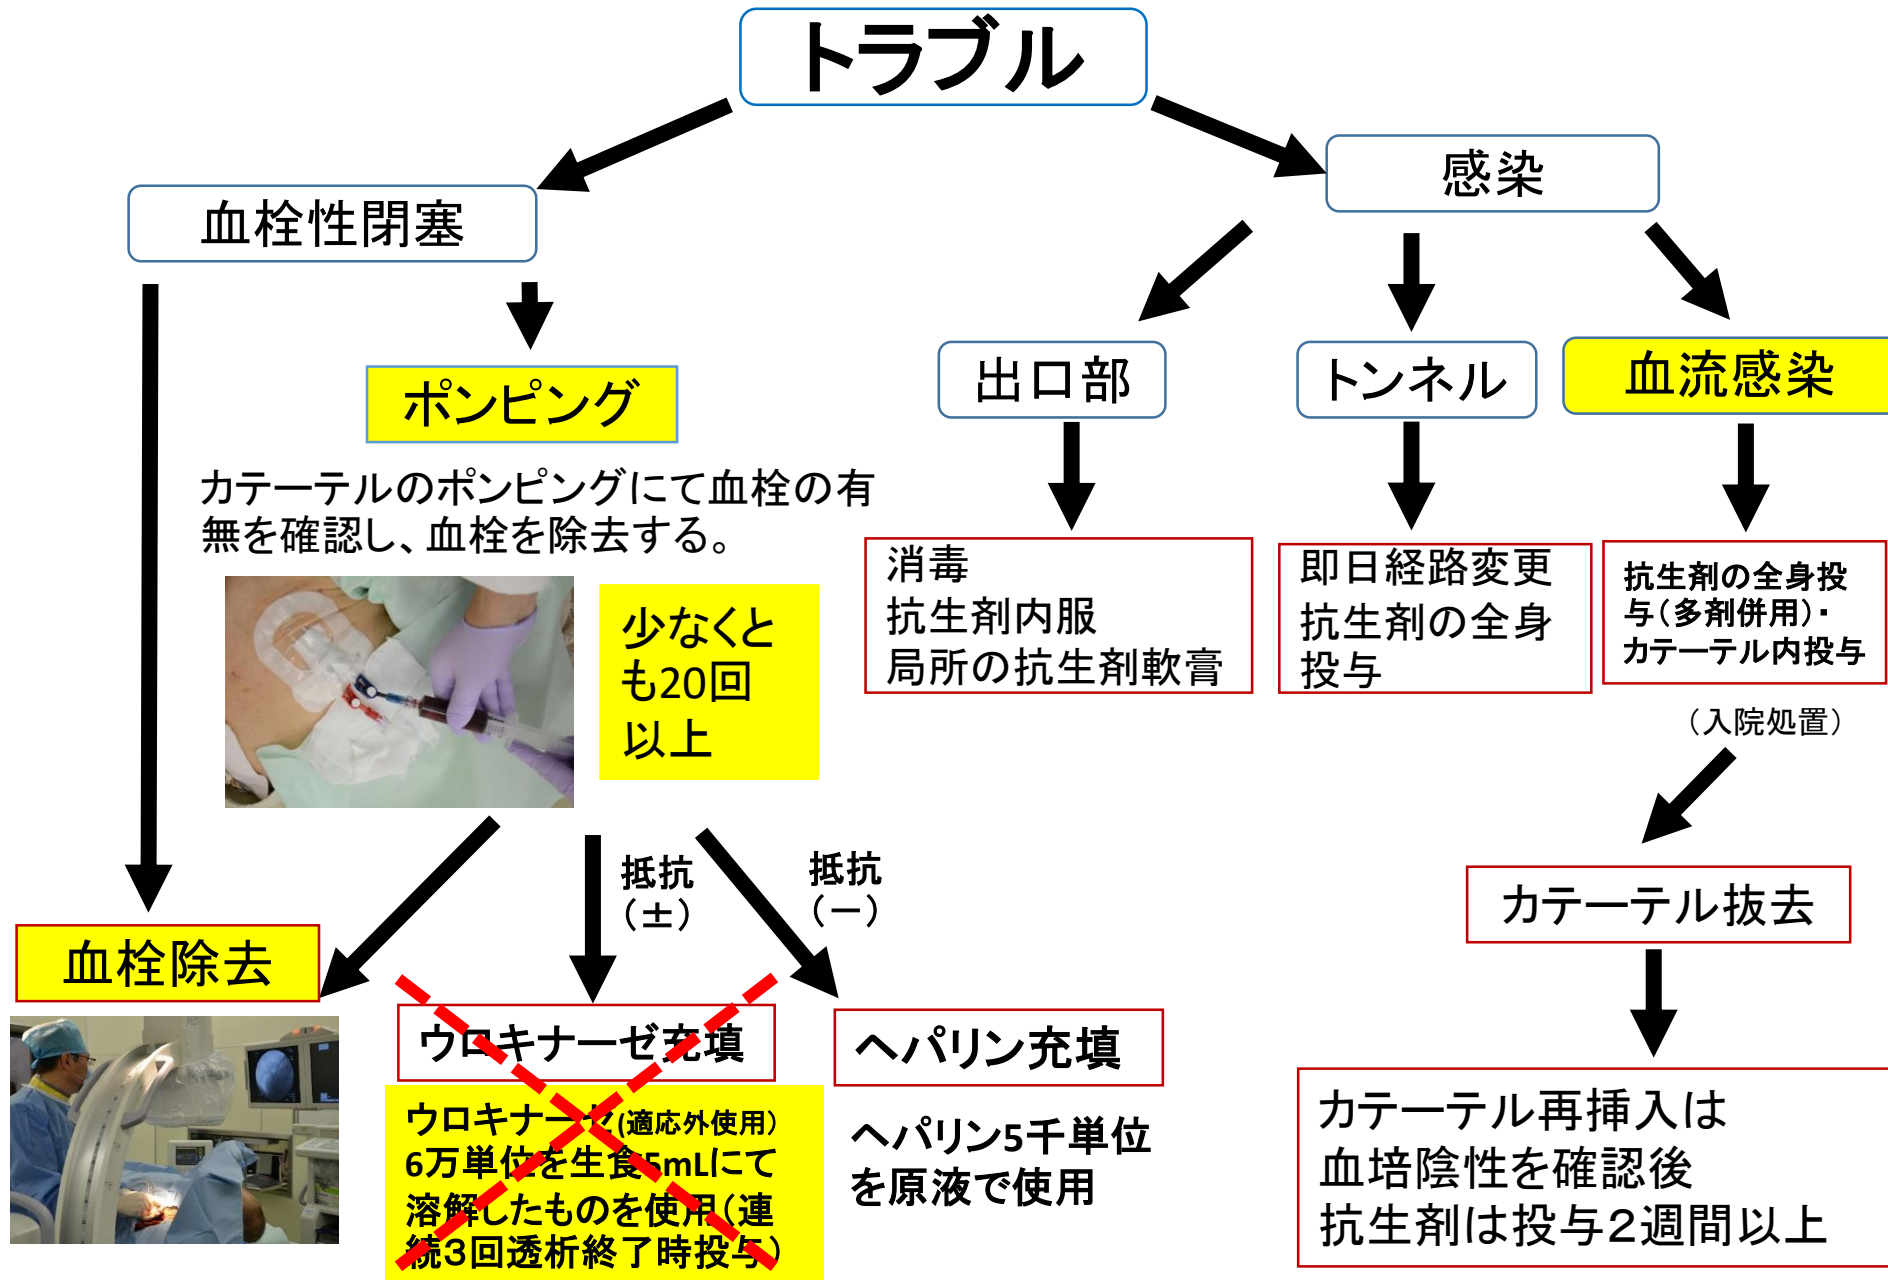 トラブル
血栓性閉塞
感染
ポンピング
カテーテルのポンピングにて血栓の有
無を確認し、血栓を除去する。
少なくと
も20回
以上
抵抗
（±）
抵抗
（－）
血栓除去
ウロキナーゼ充填
ウロキナーゼ(適応外使用）
6万単位を生食5mLにて
溶解したものを使用（連
続３回透析終了時投与）
ヘパリン充填
ヘパリン5千単位
を原液で使用
出口部
トンネル
血流感染
消毒
抗生剤内服
局所の抗生剤軟膏
即日経路変更
抗生剤の全身
投与
抗生剤の全身投
与（多剤併用）・
カテーテル内投与
（入院処置）
カテーテル抜去
カテーテル再挿入は
血培陰性を確認後
抗生剤は投与２週間以上